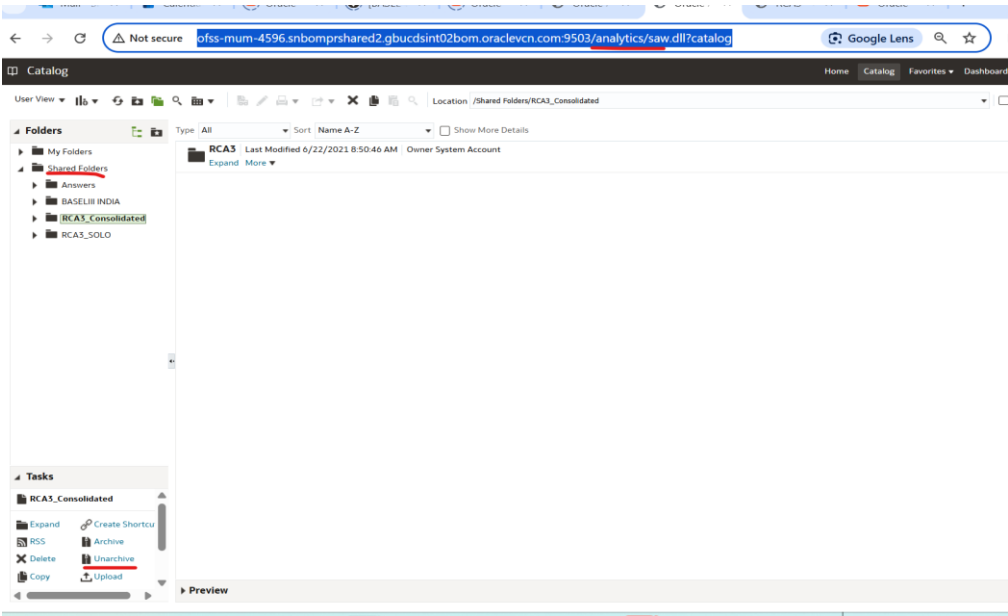 Not secure ofss-mum-4596.snbomprshared2.gbucdsint02bom.oraclevcn.com:9503/analytics/saw.dll?catalog Google Lens
Catalog Home Catalog Favorites Dashboard
User View Location /Shared Folders/RCA3_Consolidated
Folders Type All Sort Name A-Z Show More Details
My Folders
RCA3 Last Modified 6/22/2021 8:50:46 AM Owner System Account
Expand More
Shared Folders
Answers
BASELIII INDIA
RCA3_Consolidated
RCA3_SOLO
Tasks
RCA3_Consolidated
Expand Create Shortcu
RSS Archive
Delete Unarchive
Copy Upload
Preview